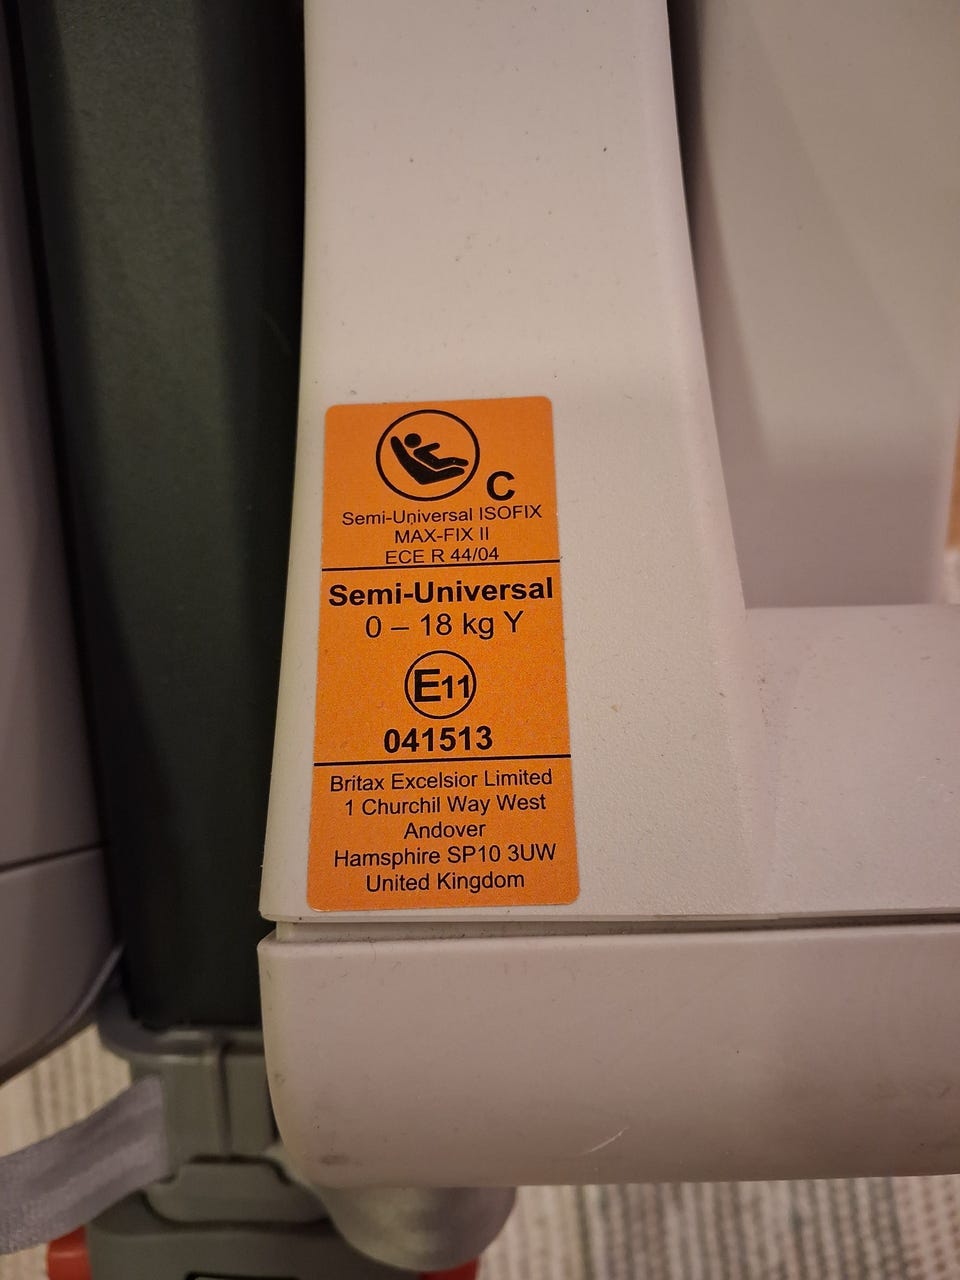 C
Semi-Universal ISOFIX
MAX-FIX II
ECE R 44/04
Semi-Universal
0 – 18 kg Y
E11
041513
Britax Excelsior Limited
1 Churchil Way West
Andover
Hamsphire SP10 3UW
United Kingdom